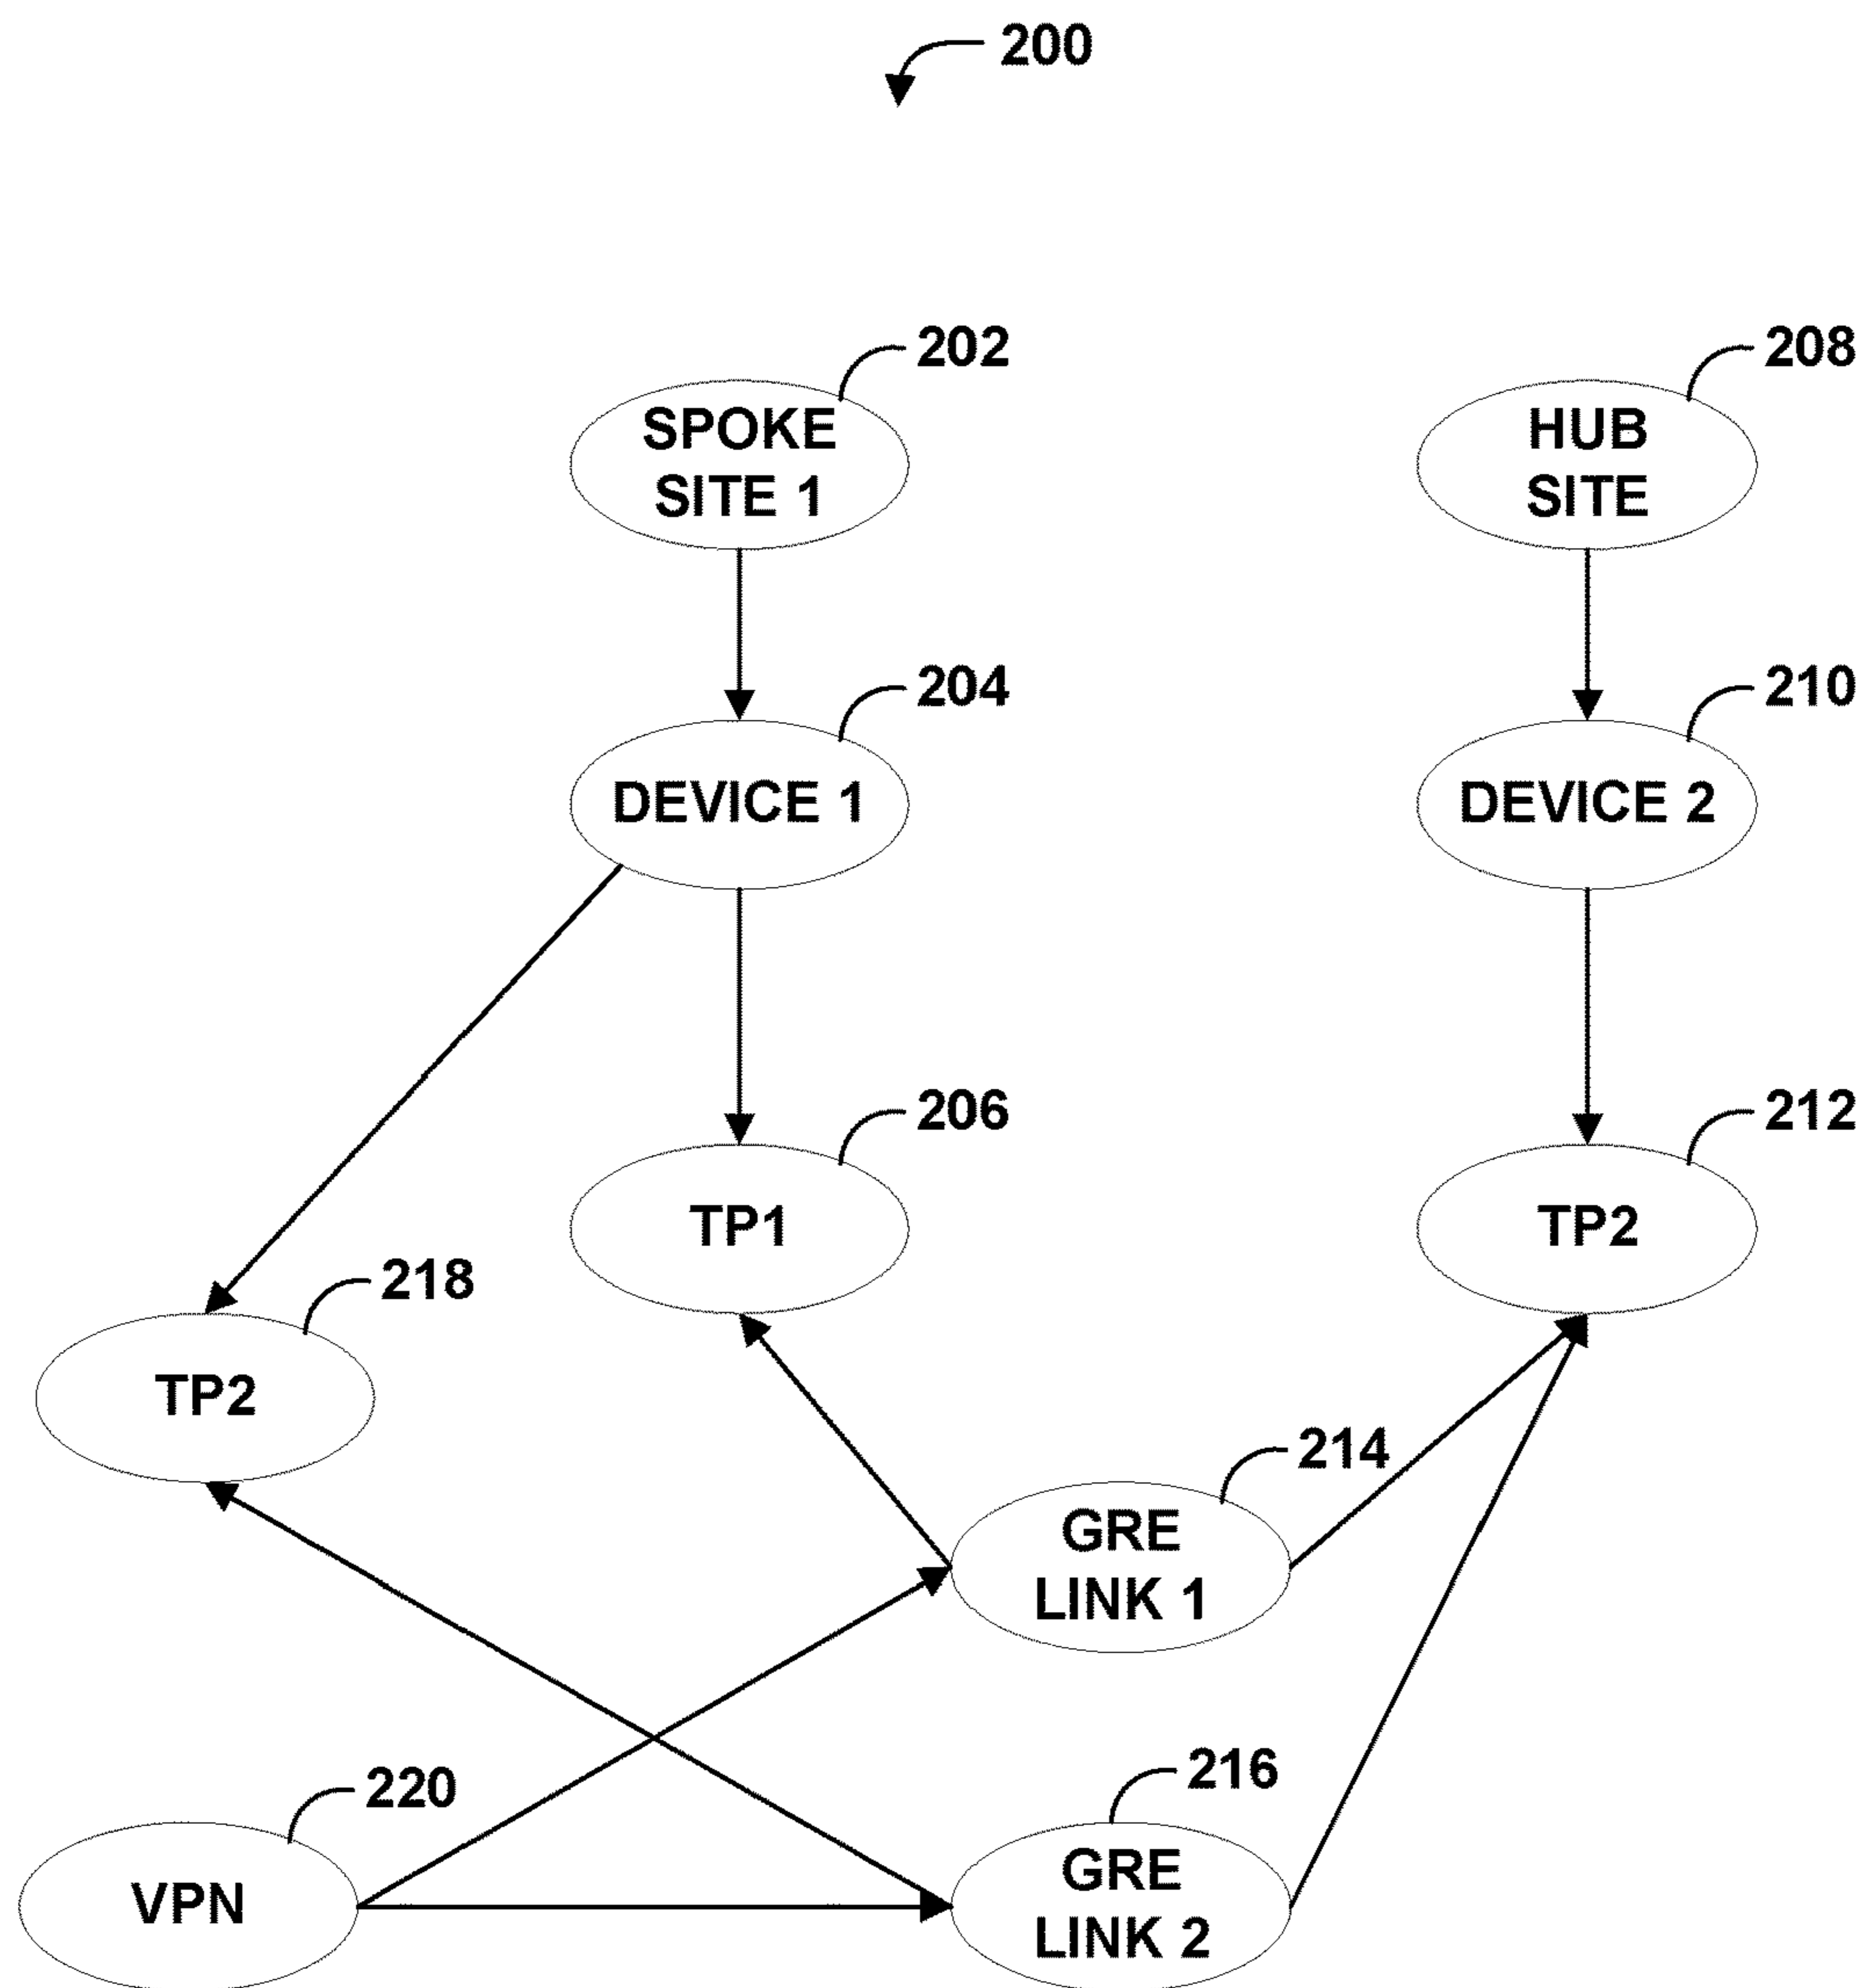 200
202
208
SPOKE
SITE 1
HUB
SITE
204
210
DEVICE 1
DEVICE 2
206
212
TP1
TP2
218
TP2
214
GRE
LINK 1
216
220
GRE
LINK 2
VPN